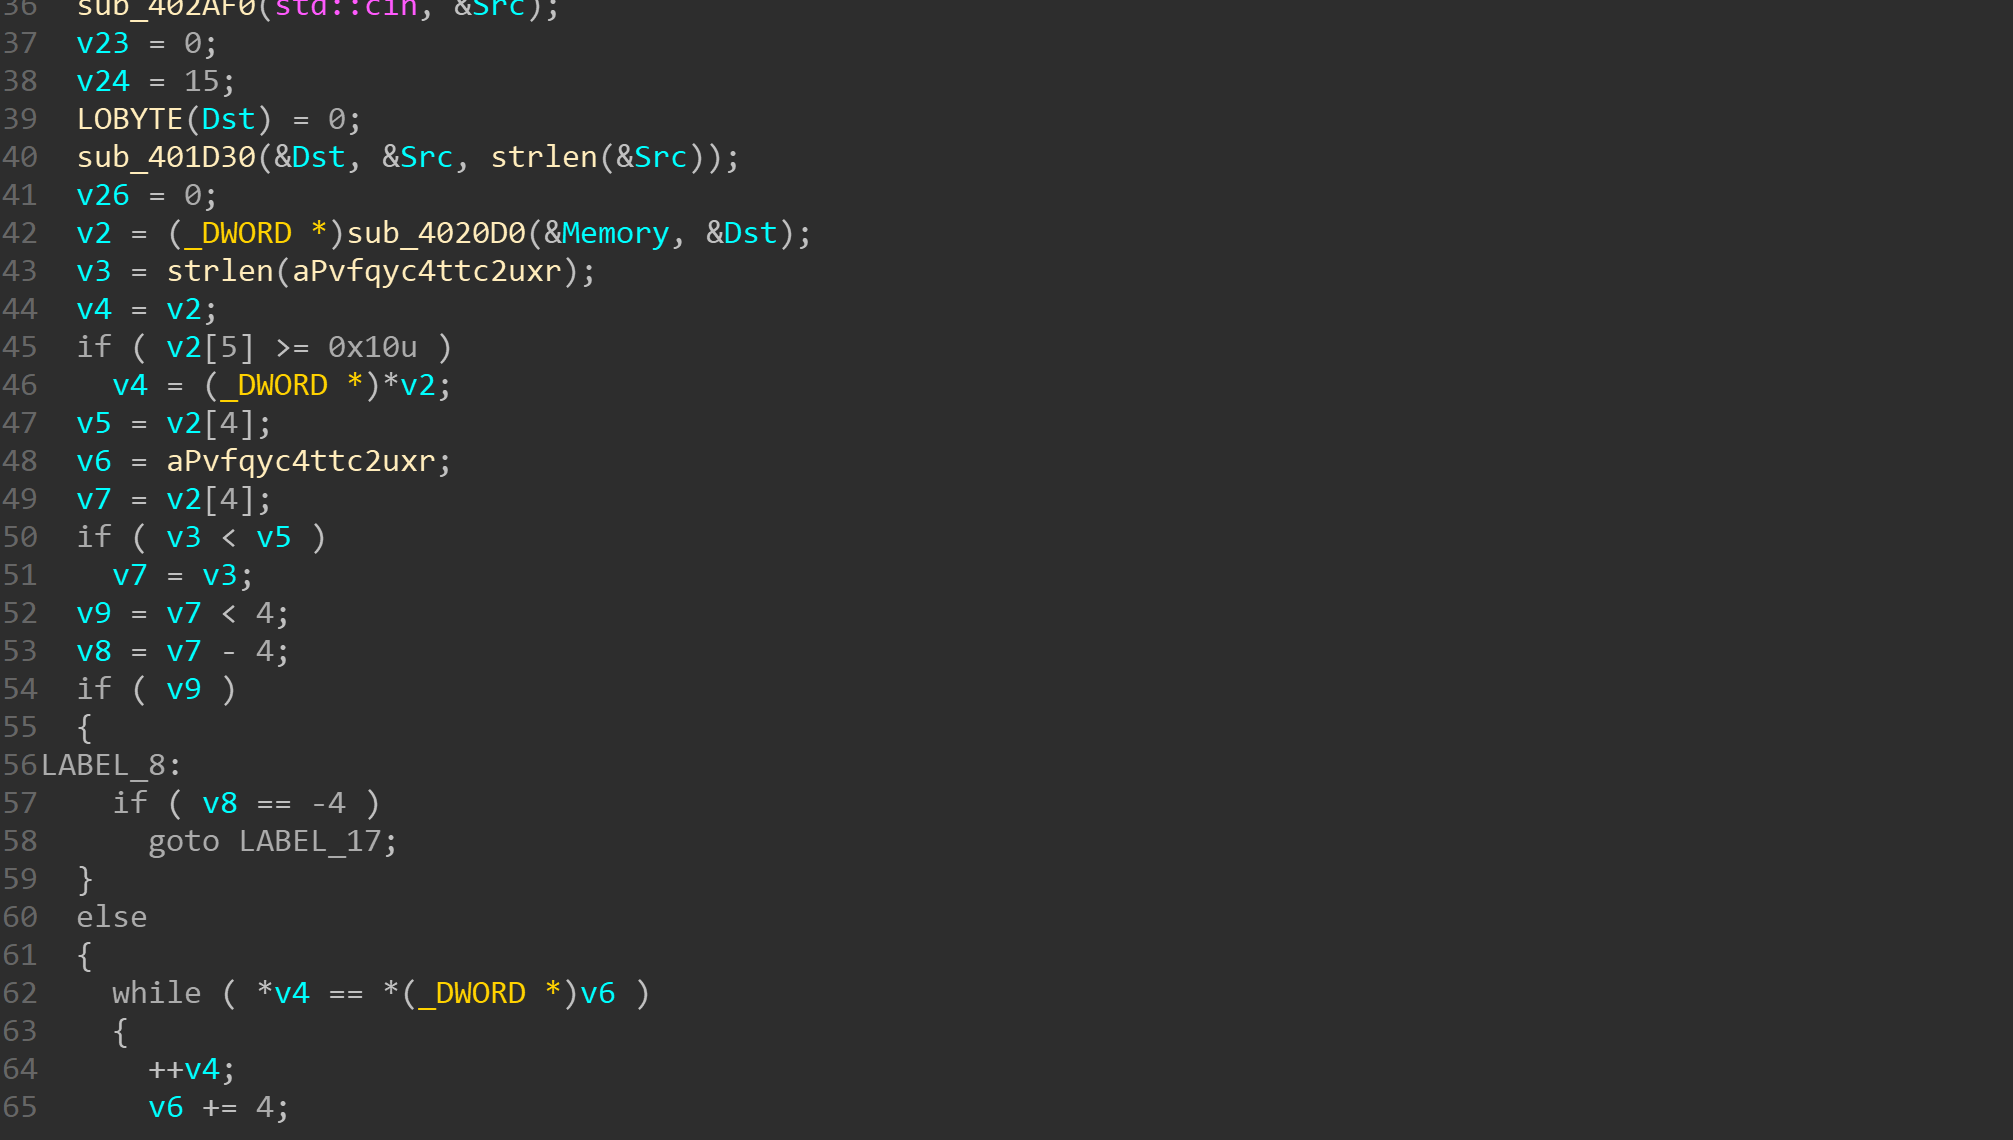 36  sub_402AF0(std::cin, &Src);
37  v23 = 0;
38  v24 = 15;
39  LOBYTE(Dst) = 0;
40  sub_401D30(&Dst, &Src, strlen(&Src));
41  v26 = 0;
42  v2 = (_DWORD *)sub_4020D0(&Memory, &Dst);
43  v3 = strlen(aPvfqyc4ttc2uxr);
44  v4 = v2;
45  if ( v2[5] >= 0x10u )
46    v4 = (_DWORD *)*v2;
47  v5 = v2[4];
48  v6 = aPvfqyc4ttc2uxr;
49  v7 = v2[4];
50  if ( v3 < v5 )
51    v7 = v3;
52  v9 = v7 < 4;
53  v8 = v7 - 4;
54  if ( v9 )
55  {
56LABEL_8:
57    if ( v8 == -4 )
58      goto LABEL_17;
59  }
60  else
61  {
62    while ( *v4 == *(_DWORD *)v6 )
63    {
64      ++v4;
65      v6 += 4;